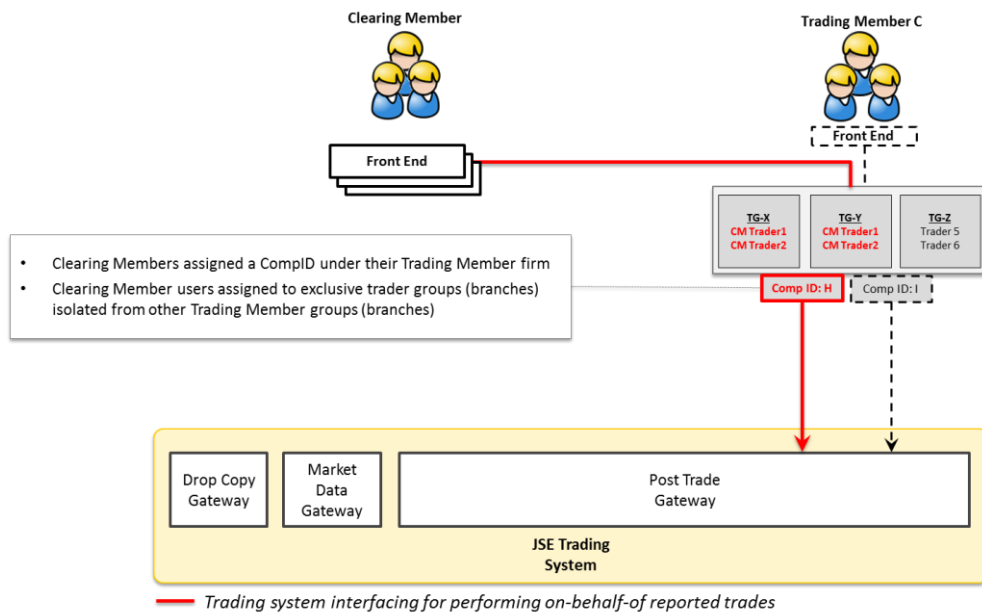 Clearing Member
Trading Member C
Front End
Front End
TG-X
CM Trader1
CM Trader2
TG-Y
CM Trader1
CM Trader2
TG-Z
Trader 5
Trader 6
• Clearing Members assigned a CompID under their Trading Member firm
• Clearing Member users assigned to exclusive trader groups (branches)
isolated from other Trading Member groups (branches)
Comp ID: H
Comp ID: I
Drop Copy
Gateway
Market
Data
Gateway
Post Trade
Gateway
JSE Trading
System
Trading system interfacing for performing on-behalf-of reported trades